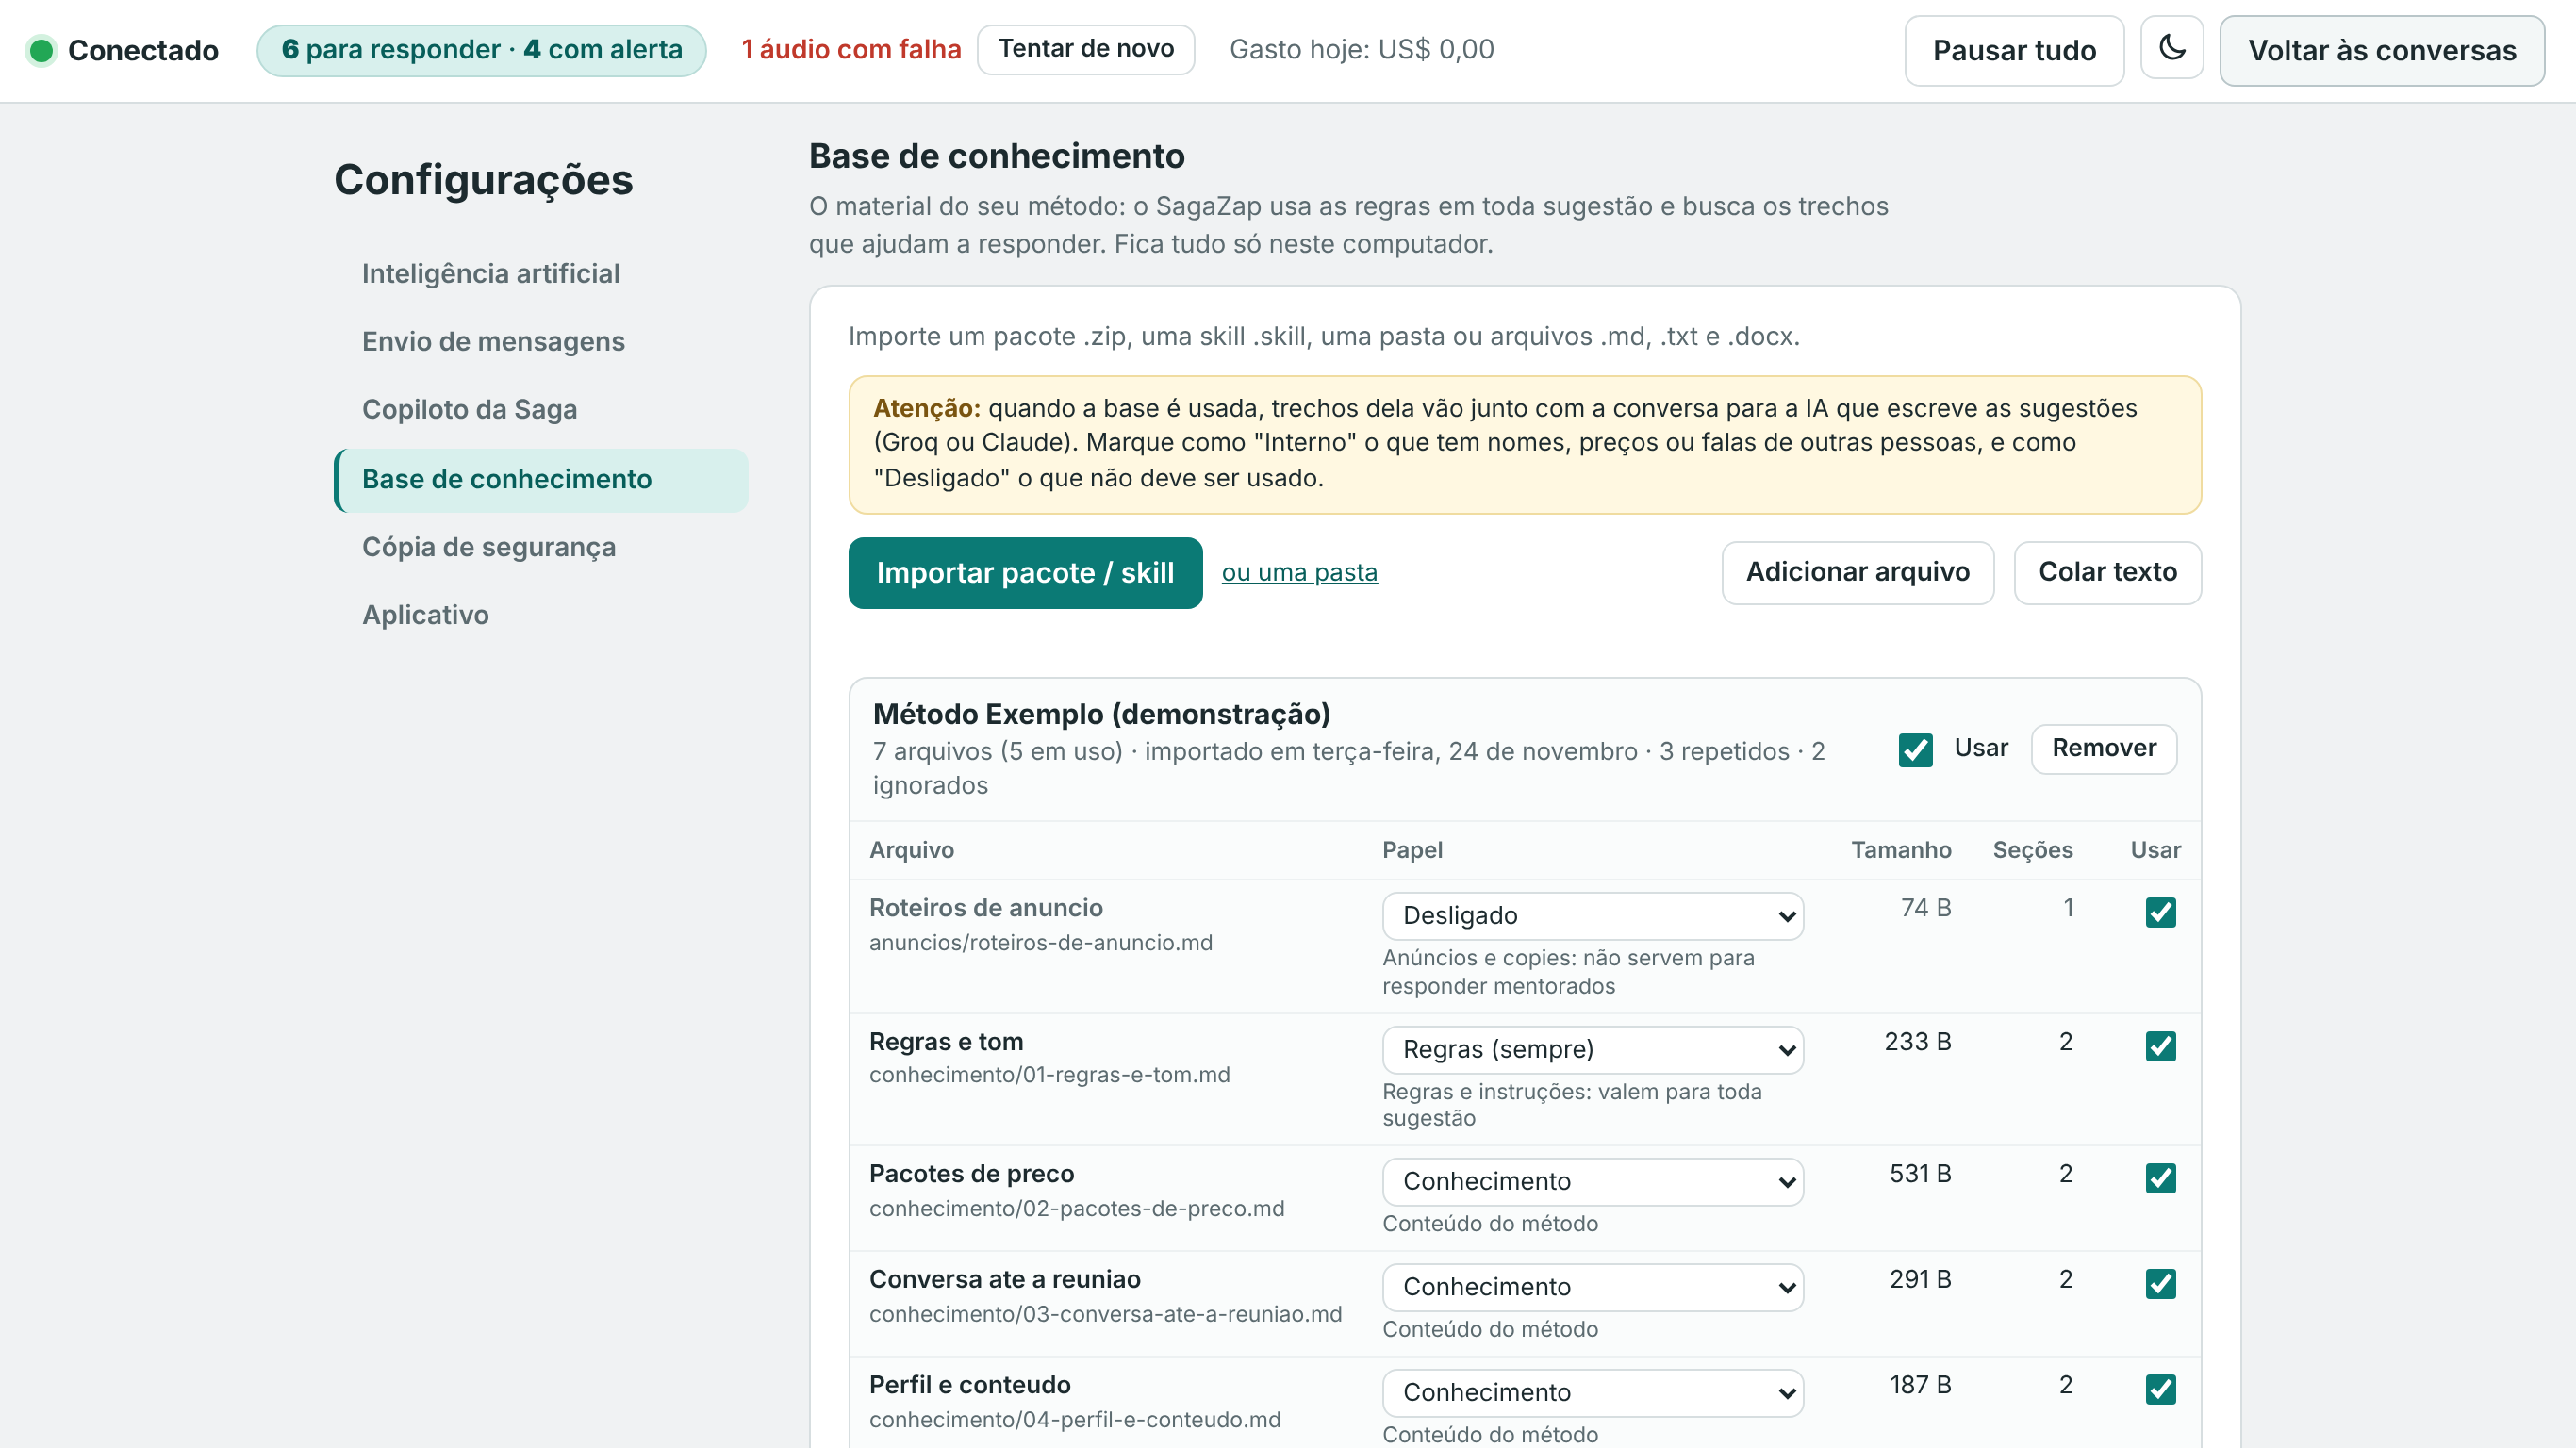 Conectado
6 para responder · 4 com alerta
1 áudio com falha
Tentar de novo
Gasto hoje: US$ 0,00
Pausar tudo
Voltar às conversas
Configurações
Inteligência artificial
Envio de mensagens
Copiloto da Saga
Base de conhecimento
Cópia de segurança
Aplicativo
Base de conhecimento
O material do seu método: o SagaZap usa as regras em toda sugestão e busca os trechos
que ajudam a responder. Fica tudo só neste computador.
Importe um pacote .zip, uma skill .skill, uma pasta ou arquivos .md, .txt e .docx.
Atenção: quando a base é usada, trechos dela vão junto com a conversa para a IA que escreve as sugestões
(Groq ou Claude). Marque como "Interno" o que tem nomes, preços ou falas de outras pessoas, e como
"Desligado" o que não deve ser usado.
Importar pacote / skill
ou uma pasta
Adicionar arquivo
Colar texto
Método Exemplo (demonstração)
7 arquivos (5 em uso) · importado em terça-feira, 24 de novembro · 3 repetidos · 2
ignorados
Usar
Remover
Arquivo Papel Tamanho Seções Usar
Roteiros de anuncio
anuncios/roteiros-de-anuncio.md
Desligado
Anúncios e copies: não servem para
responder mentorados
74 B
1
Regras e tom
conhecimento/01-regras-e-tom.md
Regras (sempre)
Regras e instruções: valem para toda
sugestão
233 B
2
Pacotes de preco
conhecimento/02-pacotes-de-preco.md
Conhecimento
Conteúdo do método
531 B
2
Conversa ate a reuniao
conhecimento/03-conversa-ate-a-reuniao.md
Conhecimento
Conteúdo do método
291 B
2
Perfil e conteudo
conhecimento/04-perfil-e-conteudo.md
Conhecimento
Conteúdo do método
187 B
2